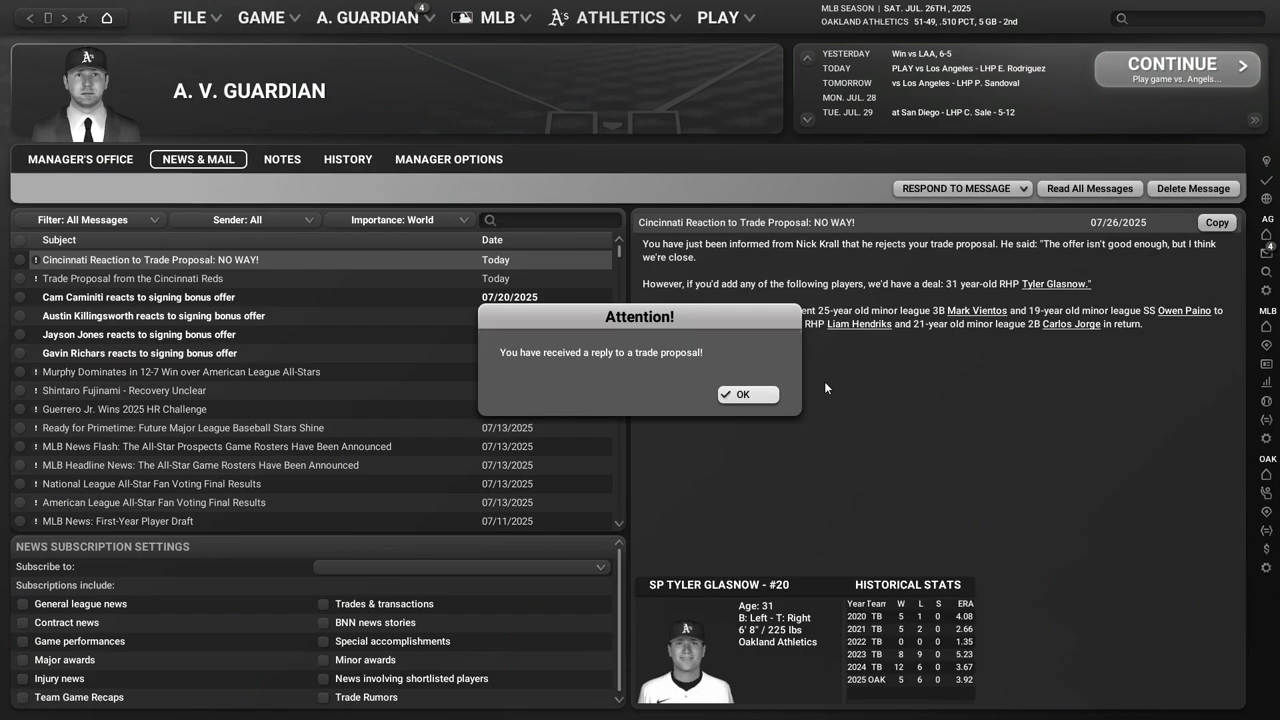 FILE
GAME
A. GUARDIAN
4
MLB
A's ATHLETICS
PLAY
MLB SEASON | SAT. JUL. 26TH , 2025
OAKLAND ATHLETICS 51-49, .510 PCT, 5 GB - 2nd
A. V. GUARDIAN
YESTERDAY Win vs LAA, 6-5
TODAY PLAY vs Los Angeles - LHP E. Rodriguez
TOMORROW vs Los Angeles - LHP P. Sandoval
MON. JUL. 28
TUE. JUL. 29 at San Diego - LHP C. Sale - 5-12
CONTINUE
Play game vs. Angels...
MANAGER'S OFFICE
NEWS & MAIL
NOTES
HISTORY
MANAGER OPTIONS
RESPOND TO MESSAGE
Read All Messages
Delete Message
Filter: All Messages
Sender: All
Importance: World
Subject Date
! Cincinnati Reaction to Trade Proposal: NO WAY! Today
! Trade Proposal from the Cincinnati Reds Today
Cam Caminiti reacts to signing bonus offer 07/20/2025
Austin Killingsworth reacts to signing bonus offer
Jayson Jones reacts to signing bonus offer
Gavin Richars reacts to signing bonus offer
! Murphy Dominates in 12-7 Win over American League All-Stars
! Shintaro Fujinami - Recovery Unclear
! Guerrero Jr. Wins 2025 HR Challenge
! Ready for Primetime: Future Major League Baseball Stars Shine 07/13/2025
! MLB News Flash: The All-Star Prospects Game Rosters Have Been Announced 07/13/2025
! MLB Headline News: The All-Star Game Rosters Have Been Announced 07/13/2025
! National League All-Star Fan Voting Final Results 07/13/2025
! American League All-Star Fan Voting Final Results 07/13/2025
! MLB News: First-Year Player Draft 07/11/2025
Cincinnati Reaction to Trade Proposal: NO WAY! 07/26/2025
Copy
You have just been informed from Nick Krall that he rejects your trade proposal. He said: "The offer isn't good enough, but I think
we're close.
However, if you'd add any of the following players, we'd have a deal: 31 year-old RHP Tyler Glasnow."
ent 25-year old minor league 3B Mark Vientos and 19-year old minor league SS Owen Paino to
RHP Liam Hendriks and 21-year old minor league 2B Carlos Jorge in return.
Attention!
You have received a reply to a trade proposal!
OK
NEWS SUBSCRIPTION SETTINGS
Subscribe to:
Subscriptions include:
General league news
Trades & transactions
Contract news
BNN news stories
Game performances
Special accomplishments
Major awards
Minor awards
Injury news
News involving shortlisted players
Team Game Recaps
Trade Rumors
SP TYLER GLASNOW - #20
Age: 31
B: Left - T: Right
6' 8" / 225 lbs
Oakland Athletics
HISTORICAL STATS
Year Team W L S ERA
2020 TB 5 1 0 4.08
2021 TB 5 2 0 2.66
2022 TB 0 0 0 1.35
2023 TB 8 9 0 5.23
2024 TB 12 6 0 3.67
2025 OAK 5 6 0 3.92
AG
4
MLB
OAK